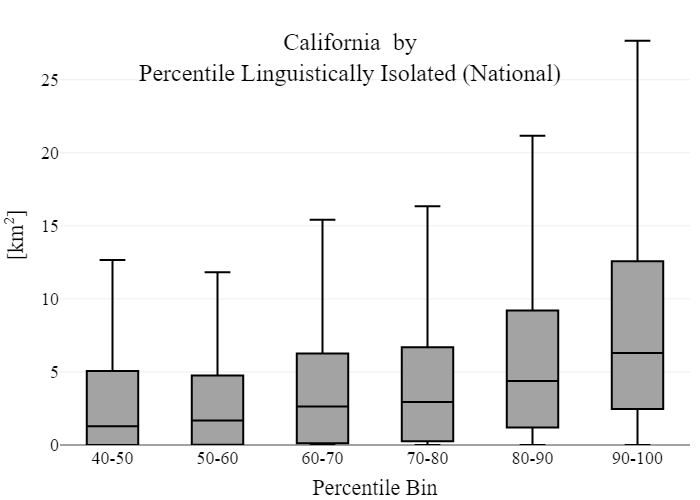 California  by
Percentile Linguistically Isolated (National)
25
20
15
10
5
0
[km²]
40-50 50-60 60-70 70-80 80-90 90-100
Percentile Bin